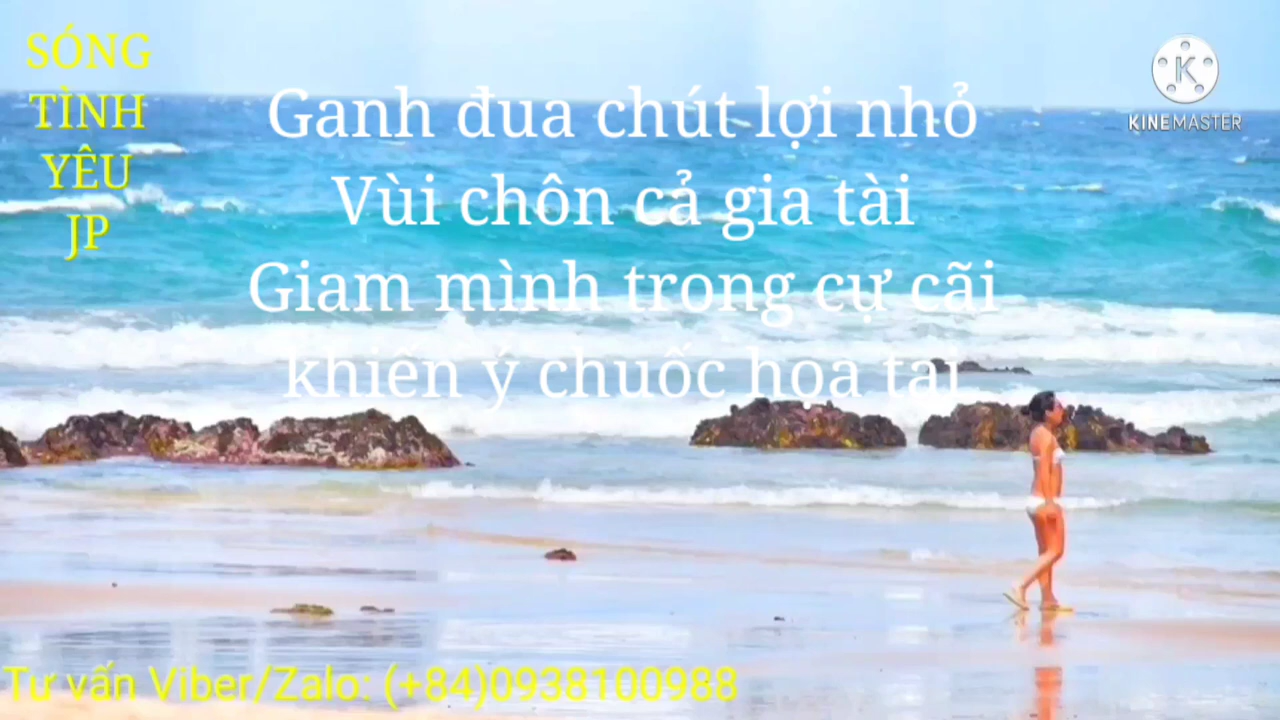 SÓNG
TÌNH
YÊU
JP
KINEMASTER
Ganh đua chút lợi nhỏ
Vùi chôn cả gia tài
Giam mình trong cự cãi
khiến ý chuốc họa tai
Tư vấn Viber/Zalo: (+84)0938100988